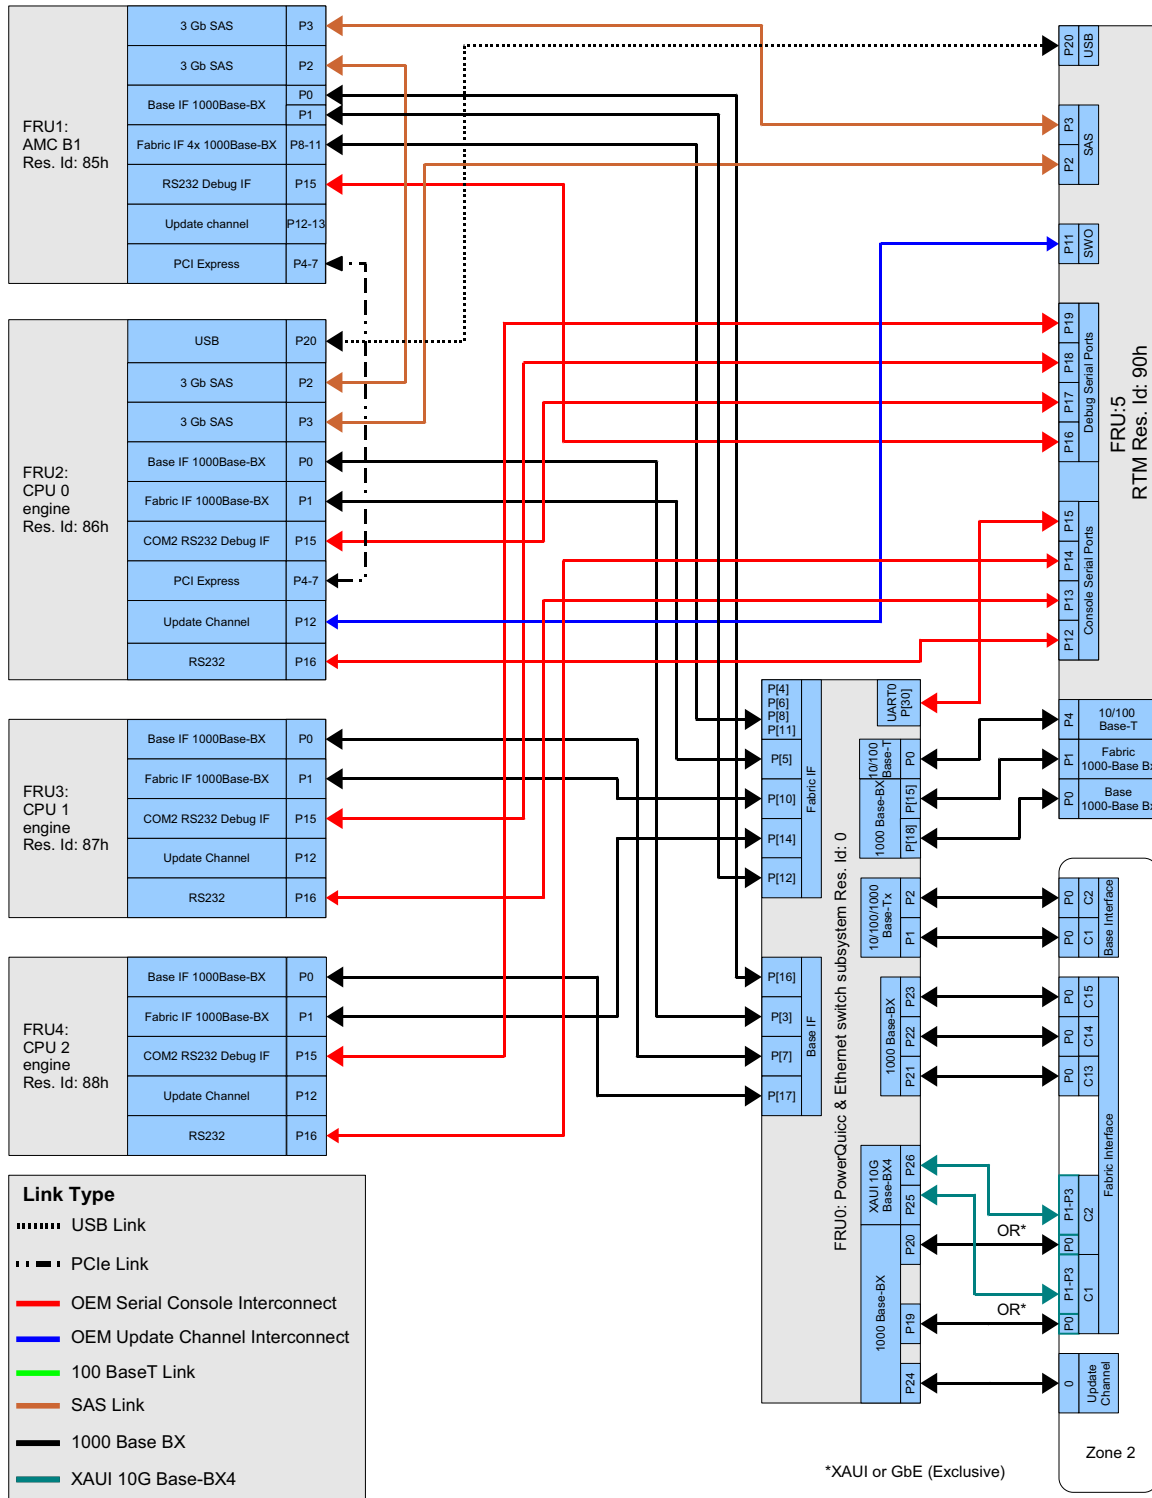 FRU1:
AMC B1
Res. Id: 85h
3 Gb SAS P3
3 Gb SAS P2
Base IF 1000Base-BX P0
P1
Fabric IF 4x 1000Base-BX P8-11
RS232 Debug IF P15
Update channel P12-13
PCI Express P4-7
FRU2:
CPU 0
engine
Res. Id: 86h
USB P20
3 Gb SAS P2
3 Gb SAS P3
Base IF 1000Base-BX P0
Fabric IF 1000Base-BX P1
COM2 RS232 Debug IF P15
PCI Express P4-7
Update Channel P12
RS232 P16
FRU3:
CPU 1
engine
Res. Id: 87h
Base IF 1000Base-BX P0
Fabric IF 1000Base-BX P1
COM2 RS232 Debug IF P15
Update Channel P12
RS232 P16
FRU4:
CPU 2
engine
Res. Id: 88h
Base IF 1000Base-BX P0
Fabric IF 1000Base-BX P1
COM2 RS232 Debug IF P15
Update Channel P12
RS232 P16
Link Type
USB Link
PCIe Link
OEM Serial Console Interconnect
OEM Update Channel Interconnect
100 BaseT Link
SAS Link
1000 Base BX
XAUI 10G Base-BX4
P[4]
P[6]
P[8]
P[11]
P[5]
P[10]
P[14]
P[12]
Fabric IF
P[16]
P[3]
P[7]
P[17]
Base IF
FRU0: PowerQuicc & Ethernet switch subsystem Res. Id: 0
UART0
P[30]
10/100
Base-T
P0
1000 Base-BX
P[15]
P[18]
10/100/1000
Base-Tx
P2
P1
1000 Base-BX
P23
P22
P21
XAUI 10G
Base-BX4
P26
P25
1000 Base-BX
P20
P19
P24
FRU:5
RTM Res. Id: 90h
P20
USB
P3
P2
SAS
P11
SWO
P19
P18
P17
P16
Debug Serial Ports
P15
P14
P13
P12
Console Serial Ports
P4
10/100
Base-T
P1
Fabric
1000-Base Bx
P0
Base
1000-Base Bx
P0 C2
P0 C1
Base Interface
P0 C15
P0 C14
P0 C13
Fabric Interface
P1-P3
P0
C2
P1-P3
P0
C1
OR*
OR*
0
Update
Channel
Zone 2
*XAUI or GbE (Exclusive)